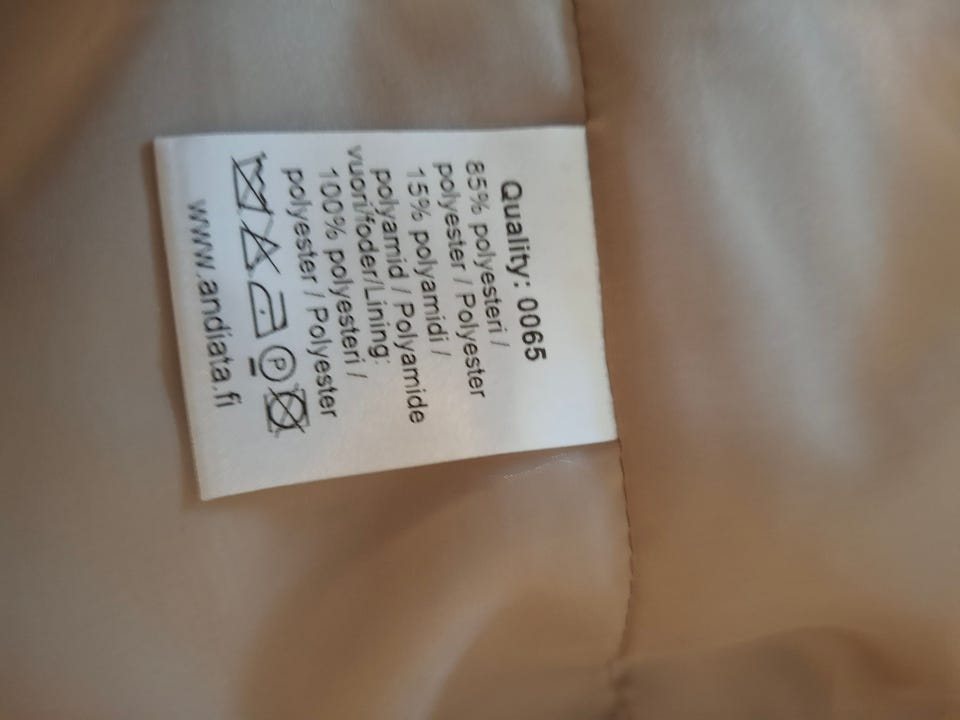 Quality: 0065
85% polyesteri /
polyester / Polyester
15% polyamidi /
polyamid / Polyamide
vuori/foder/Lining:
100% polyesteri /
polyester / Polyester
P
www.andiata.fi